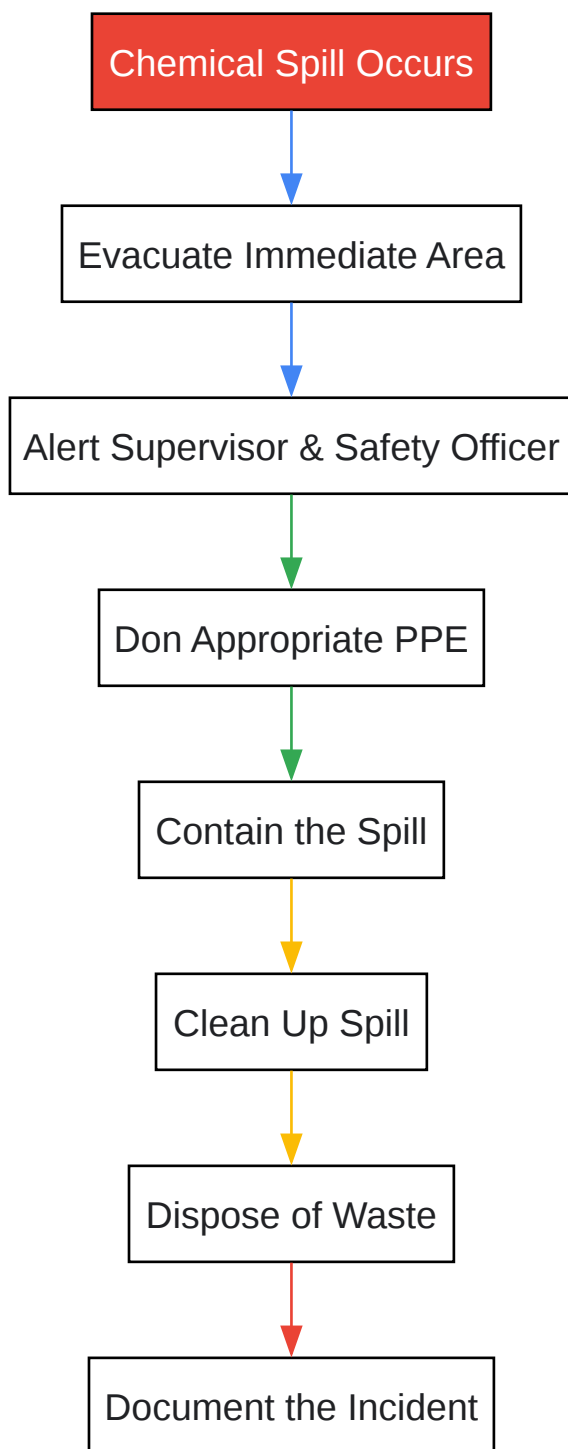 Chemical Spill Occurs
Evacuate Immediate Area
Alert Supervisor & Safety Officer
Don Appropriate PPE
Contain the Spill
Clean Up Spill
Dispose of Waste
Document the Incident